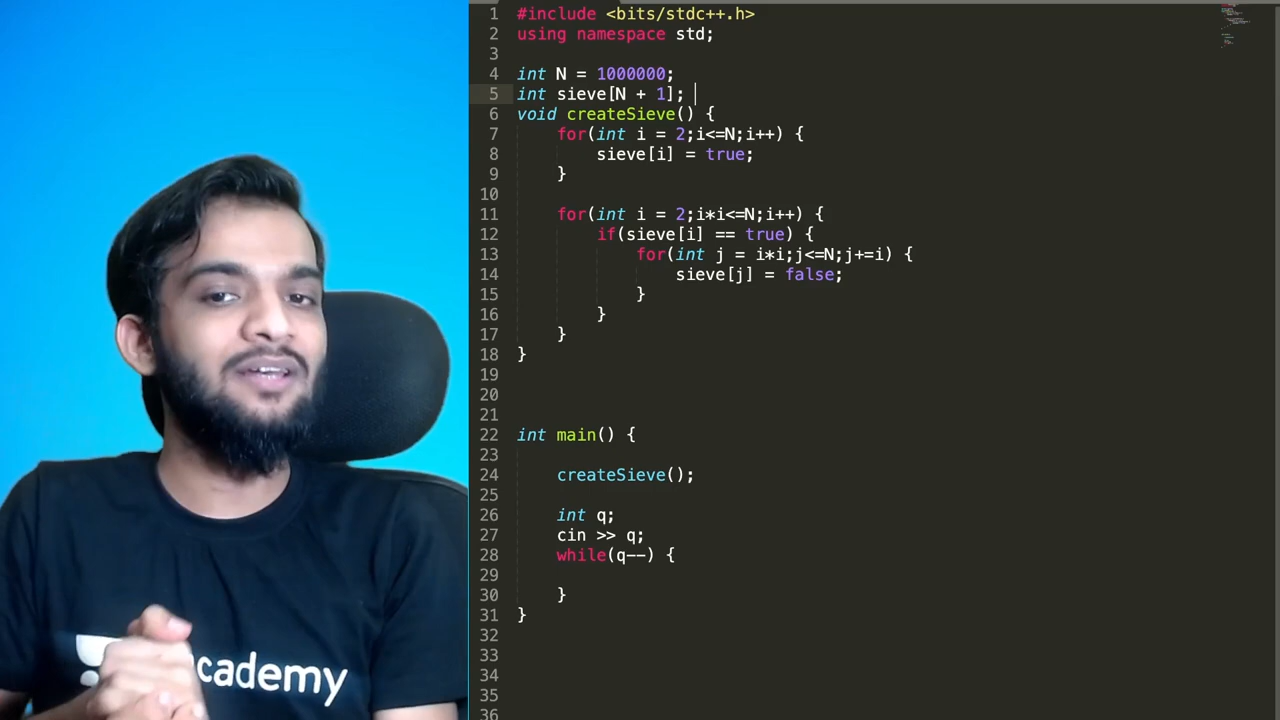 1 #include <bits/stdc++.h>
2 using namespace std;
3
4 int N = 1000000;
5 int sieve[N + 1];
6 void createSieve() {
7 for(int i = 2;i<=N;i++) {
8 sieve[i] = true;
9 }
10
11 for(int i = 2;i*i<=N;i++) {
12 if(sieve[i] == true) {
13 for(int j = i*i;j<=N;j+=i) {
14 sieve[j] = false;
15 }
16 }
17 }
18 }
19
20
21
22 int main() {
23
24 createSieve();
25
26 int q;
27 cin >> q;
28 while(q--) {
29
30 }
31 }
32
33
34
35
36
academy